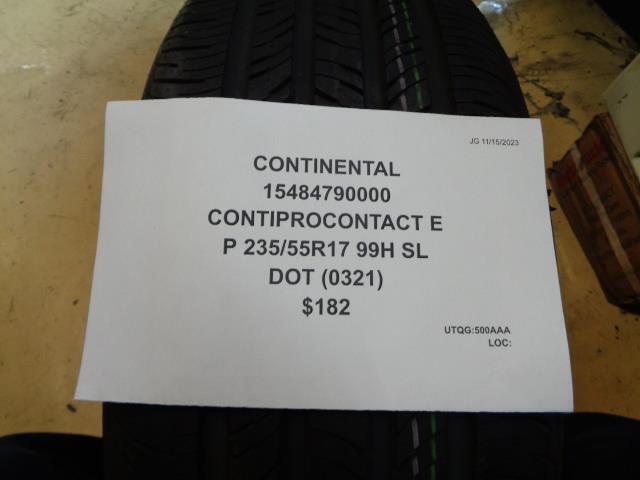 JG 11/15/2023
CONTINENTAL
15484790000
CONTIPROCONTACT E
P 235/55R17 99H SL
DOT (0321)
$182
UTQG:500AAA
LOC: